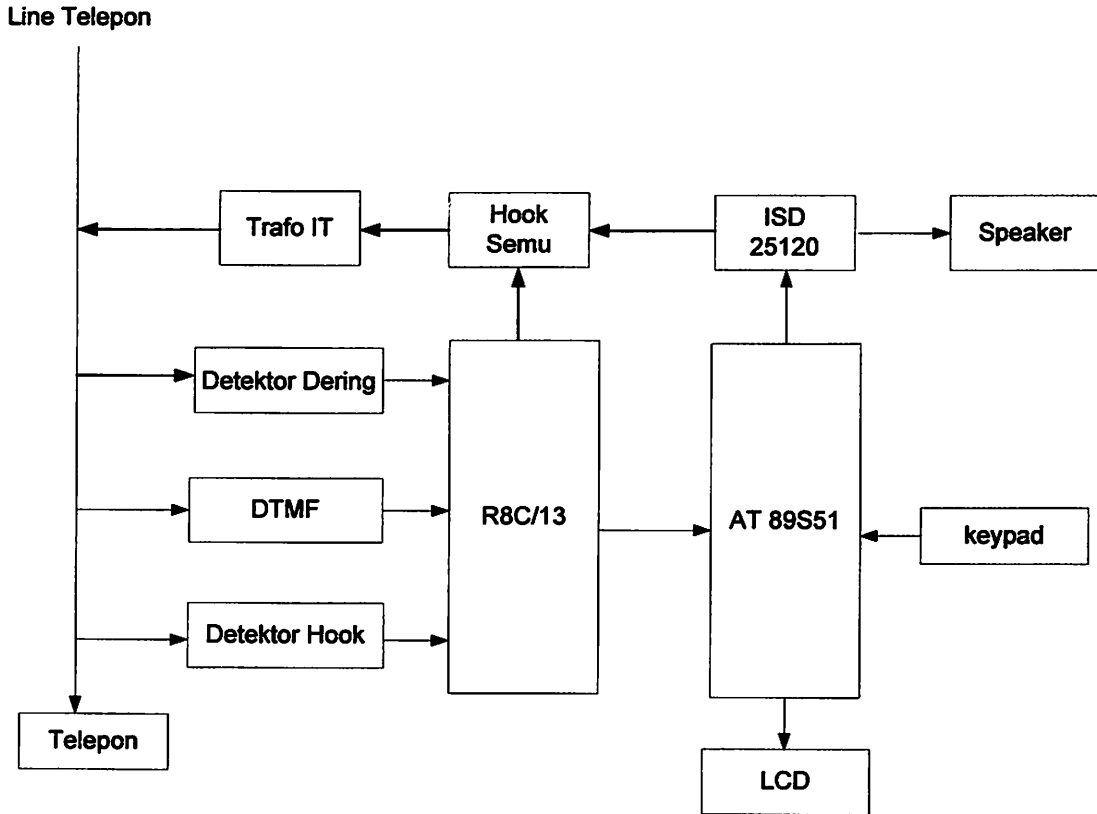 Line Telepon
Trafo IT
Hook
Semu
ISD
25120
Speaker
Detektor Dering
DTMF
R8C/13
AT 89S51
keypad
Detektor Hook
Telepon
LCD